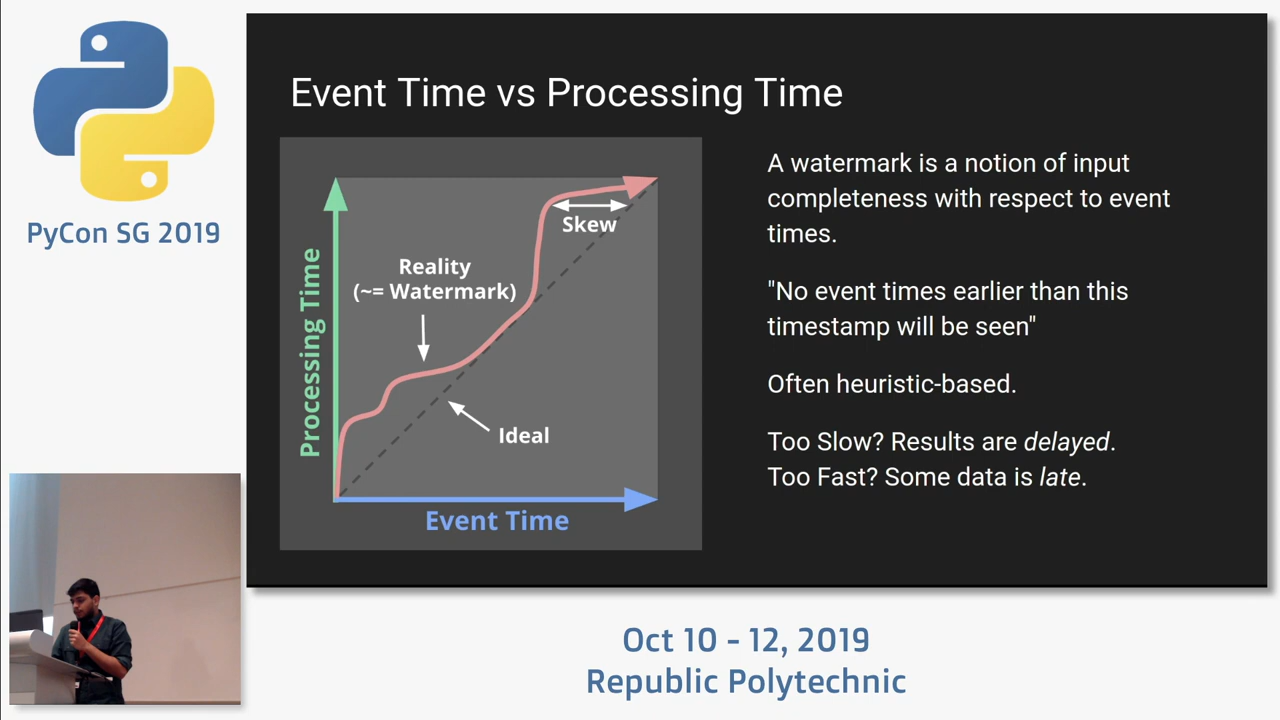 PyCon SG 2019
Event Time vs Processing Time
Processing Time
Reality
(~= Watermark)
Skew
Ideal
Event Time
A watermark is a notion of input
completeness with respect to event
times.
"No event times earlier than this
timestamp will be seen"
Often heuristic-based.
Too Slow? Results are delayed.
Too Fast? Some data is late.
Oct 10 - 12, 2019
Republic Polytechnic